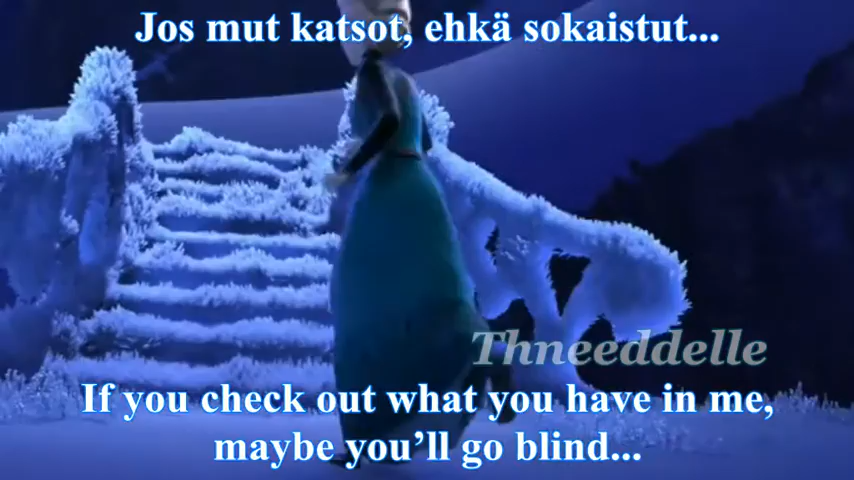 Jos mut katsot, ehkä sokaistut...
Thneeddelle
If you check out what you have in me,
maybe you'll go blind...